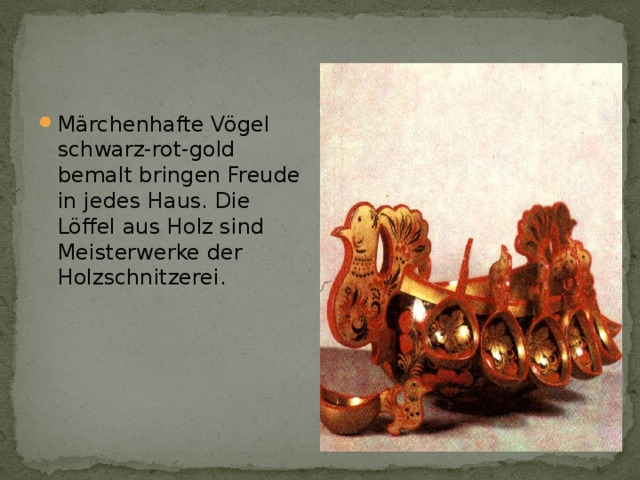 Märchenhafte Vögel
schwarz-rot-gold
bemalt bringen Freude
in jedes Haus. Die
Löffel aus Holz sind
Meisterwerke der
Holzschnitzerei.